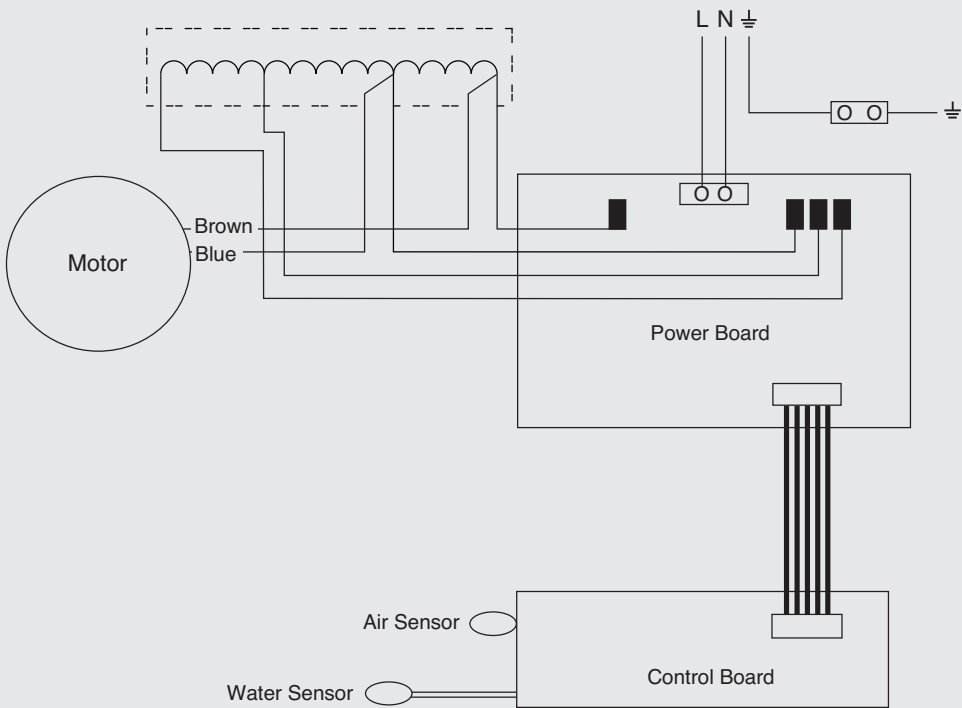 L N
O O
O O
Brown
Blue
Motor
Power Board
Air Sensor
Control Board
Water Sensor